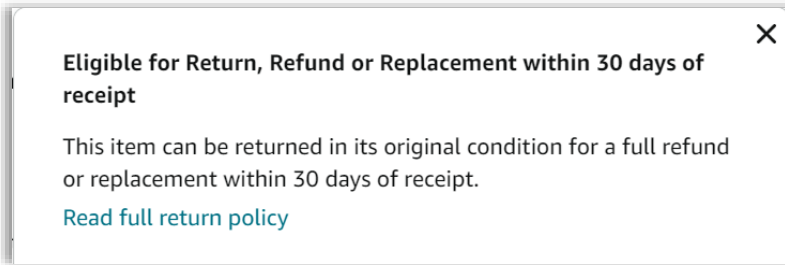 Eligible for Return, Refund or Replacement within 30 days of
receipt
This item can be returned in its original condition for a full refund
or replacement within 30 days of receipt.
Read full return policy